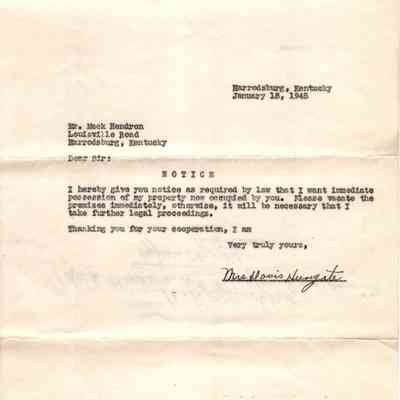 Harrodsburg, Kentucky
January 18, 1945
Mr. Mock Hendron
Louisville Road
Harrodsburg, Kentucky
Dear Sir:
NOTICE
I hereby give you notice as required by law that I want immediate
possession of my property now occupied by you. Please vacate the
premises immediately, otherwise, it will be necessary that I
take further legal proceedings.
Thanking you for your cooperation, I am
Very truly yours,
Mrs Davis Hungate